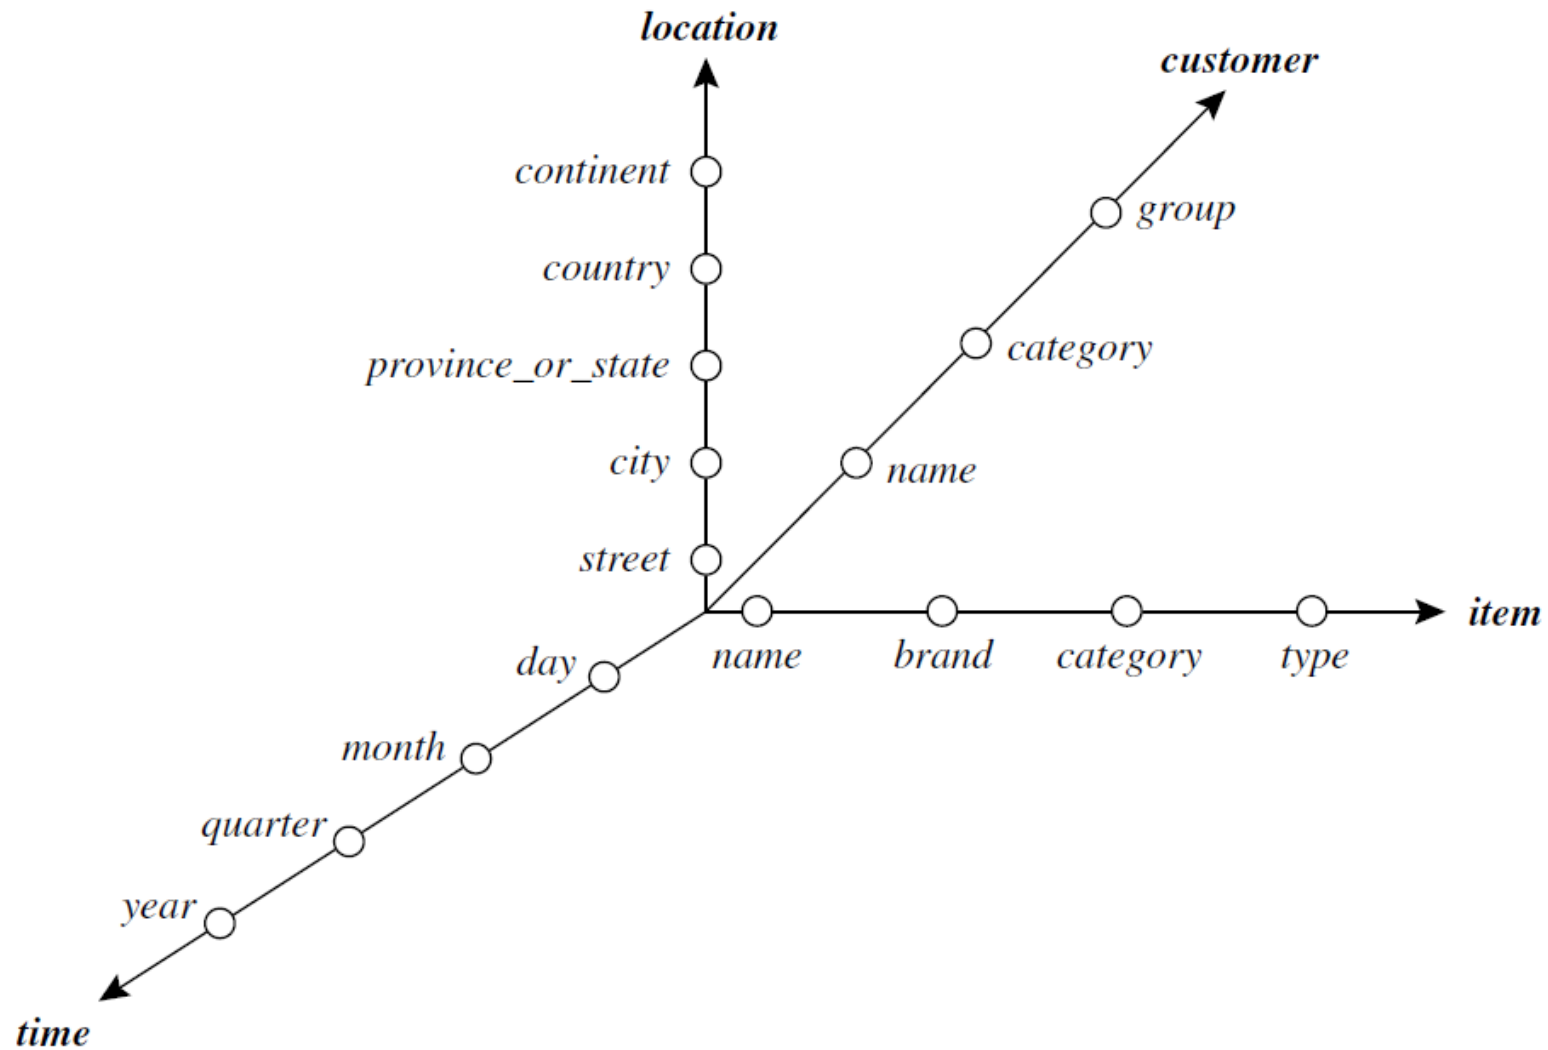 location
customer
continent
group
country
category
province_or_state
city
name
street
item
day
name
brand
category
type
month
quarter
year
time